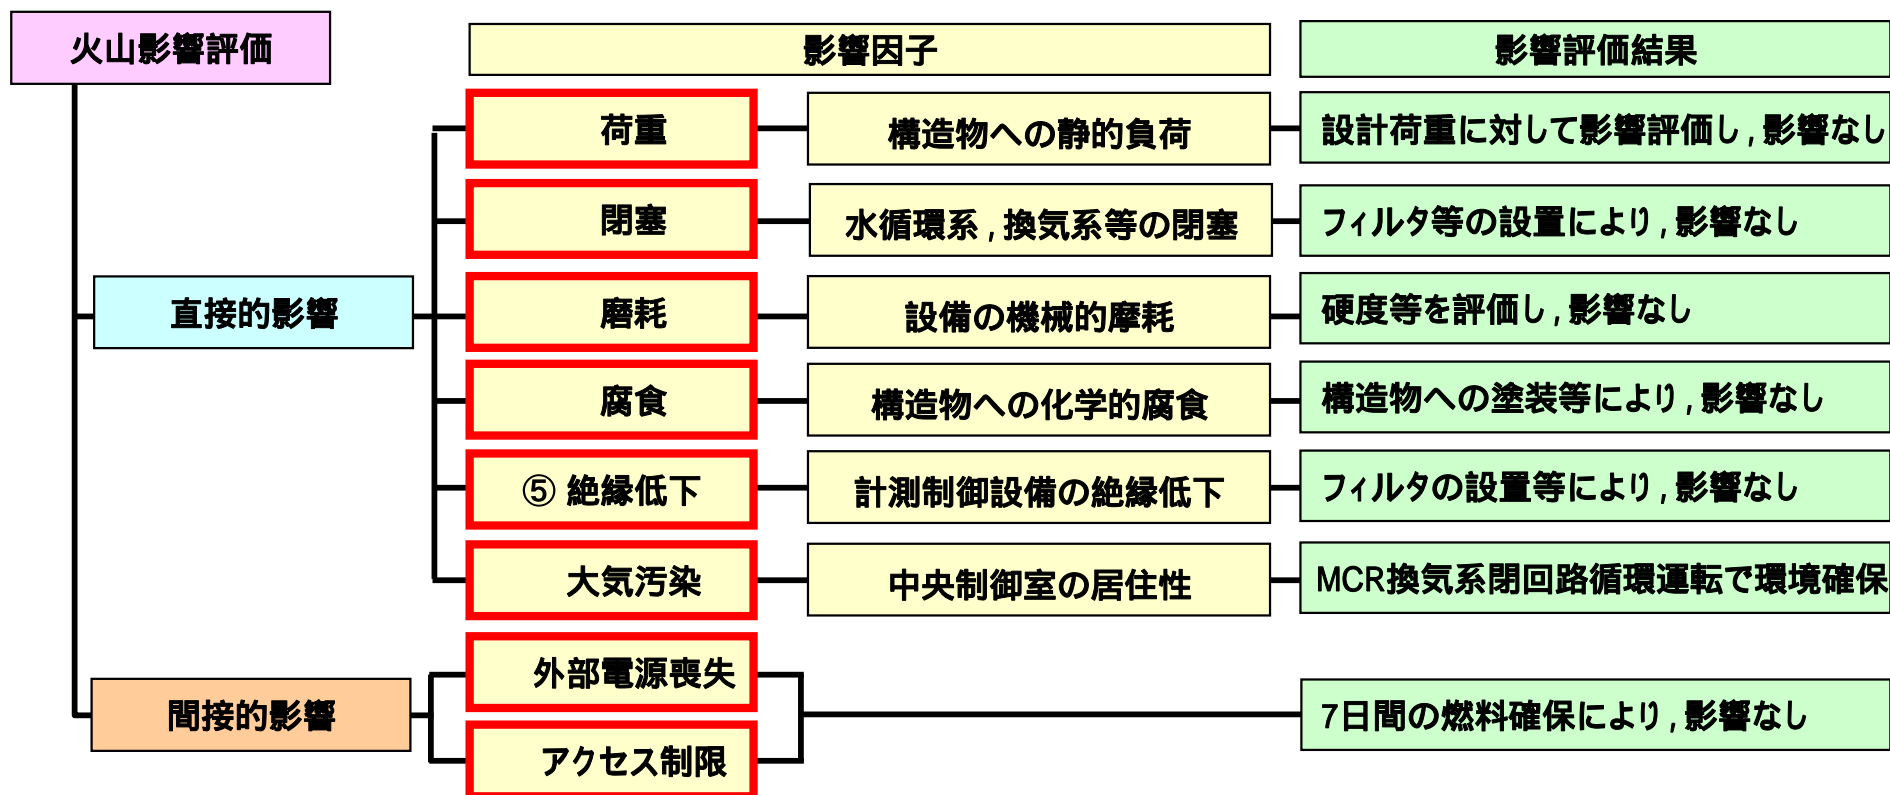 火山影響評価
影響因子
影響評価結果
荷重
構造物への静的負荷
設計荷重に対して影響評価し，影響なし
閉塞
水循環系，換気系等の閉塞
フィルタ等の設置により，影響なし
直接的影響
磨耗
設備の機械的摩耗
硬度等を評価し，影響なし
腐食
構造物への化学的腐食
構造物への塗装等により，影響なし
⑤ 絶縁低下
計測制御設備の絶縁低下
フィルタの設置等により，影響なし
大気汚染
中央制御室の居住性
MCR換気系閉回路循環運転で環境確保
外部電源喪失
間接的影響
7日間の燃料確保により，影響なし
アクセス制限